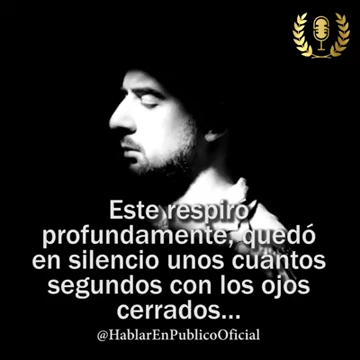 Este respiró
profundamente, quedó
en silencio unos cuantos
segundos con los ojos
cerrados...
@HablarEnPublicoOficial